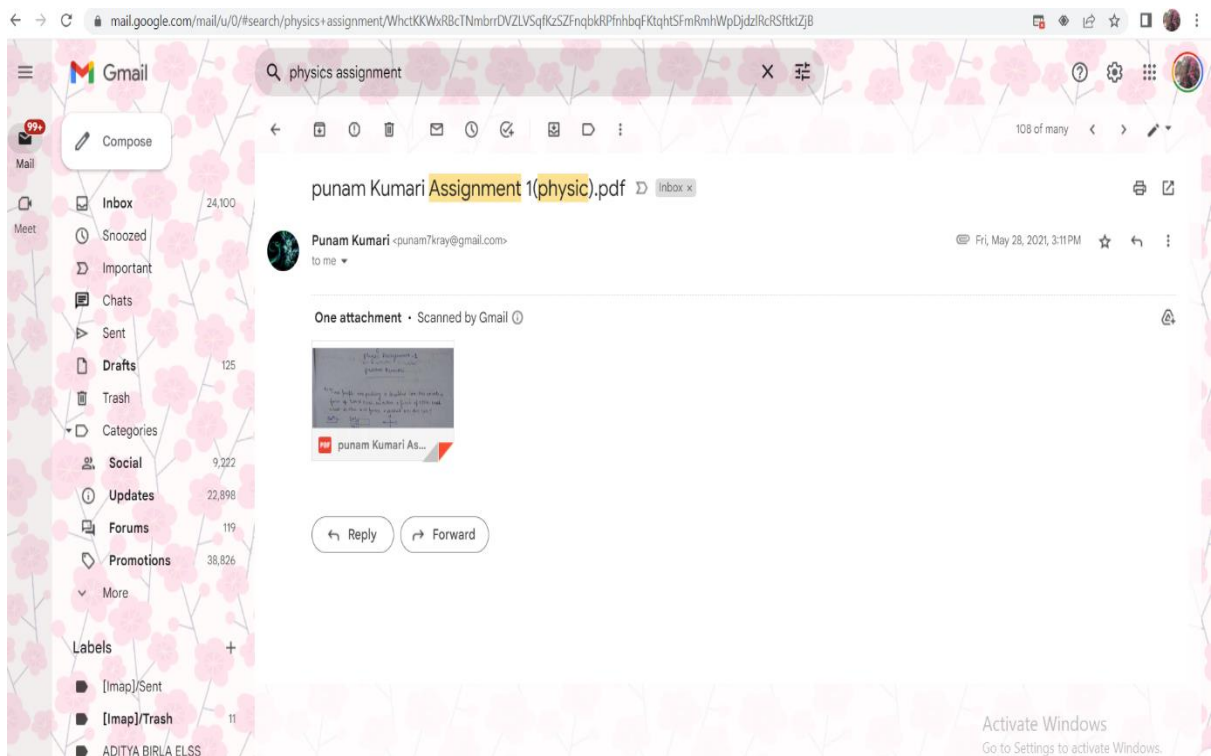 mail.google.com/mail/u/0/#search/physics+assignment/WhctKKWxRBcTNmbrrDVZLVSqfKzSZFnqbkRPfnhbqFKtqhtSFmRmhWpDjdzlRcRSftktZjB
Gmail
physics assignment
99+
Mail
Compose
108 of many
Meet
punam Kumari Assignment 1(physic).pdf
Inbox x
Inbox 24,100
Snoozed
Punam Kumari <punam7kray@gmail.com>
Fri, May 28, 2021, 3:11 PM
to me
Important
Chats
One attachment • Scanned by Gmail
Sent
Drafts 125
Trash
Categories
PDF punam Kumari As...
Social 9,222
Updates 22,898
Forums 119
Reply
Forward
Promotions 38,826
More
Labels +
[Imap]/Sent
[Imap]/Trash 11
ADITYA BIRLA ELSS
Activate Windows
Go to Settings to activate Windows.